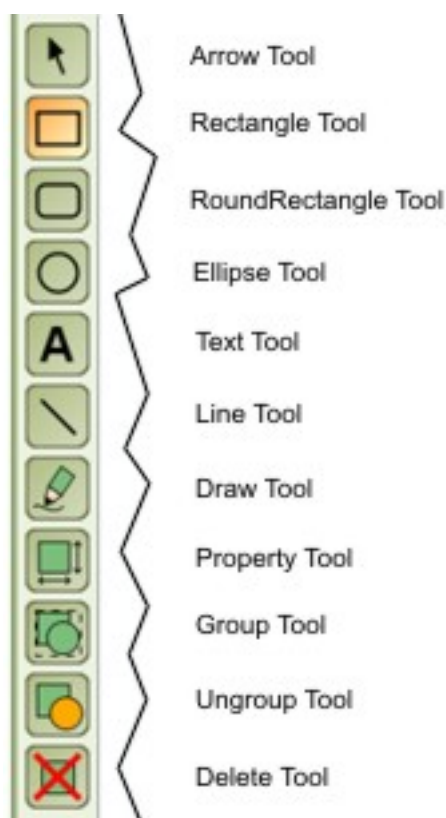 Arrow Tool
Rectangle Tool
RoundRectangle Tool
Ellipse Tool
A Text Tool
Line Tool
Draw Tool
Property Tool
Group Tool
Ungroup Tool
Delete Tool